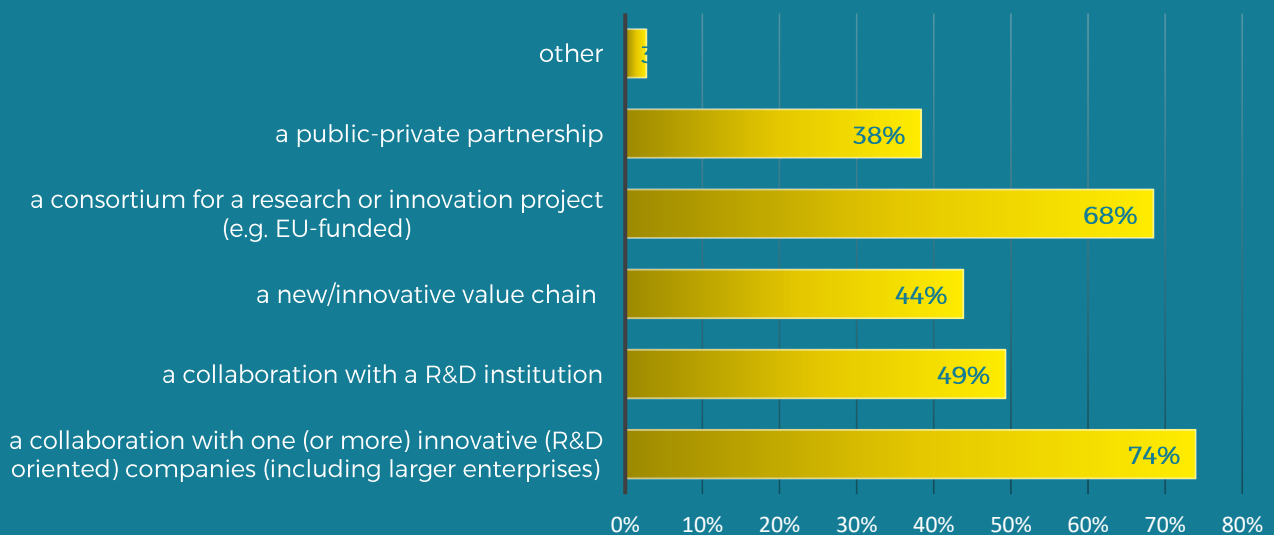 other
3
a public-private partnership
38%
a consortium for a research or innovation project
(e.g. EU-funded)
68%
a new/innovative value chain
44%
a collaboration with a R&D institution
49%
a collaboration with one (or more) innovative (R&D
oriented) companies (including larger enterprises)
74%
0% 10% 20% 30% 40% 50% 60% 70% 80%